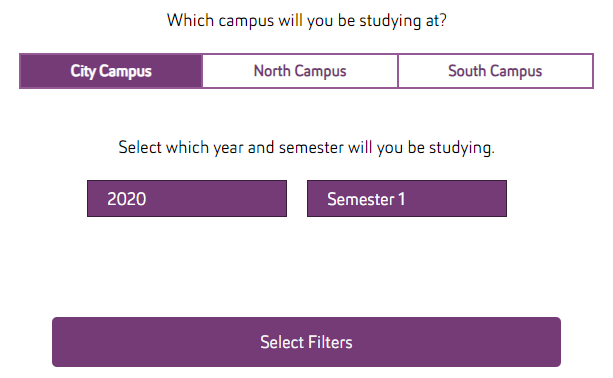 Which campus will you be studying at?
City Campus North Campus South Campus
Select which year and semester will you be studying.
2020 Semester 1
Select Filters